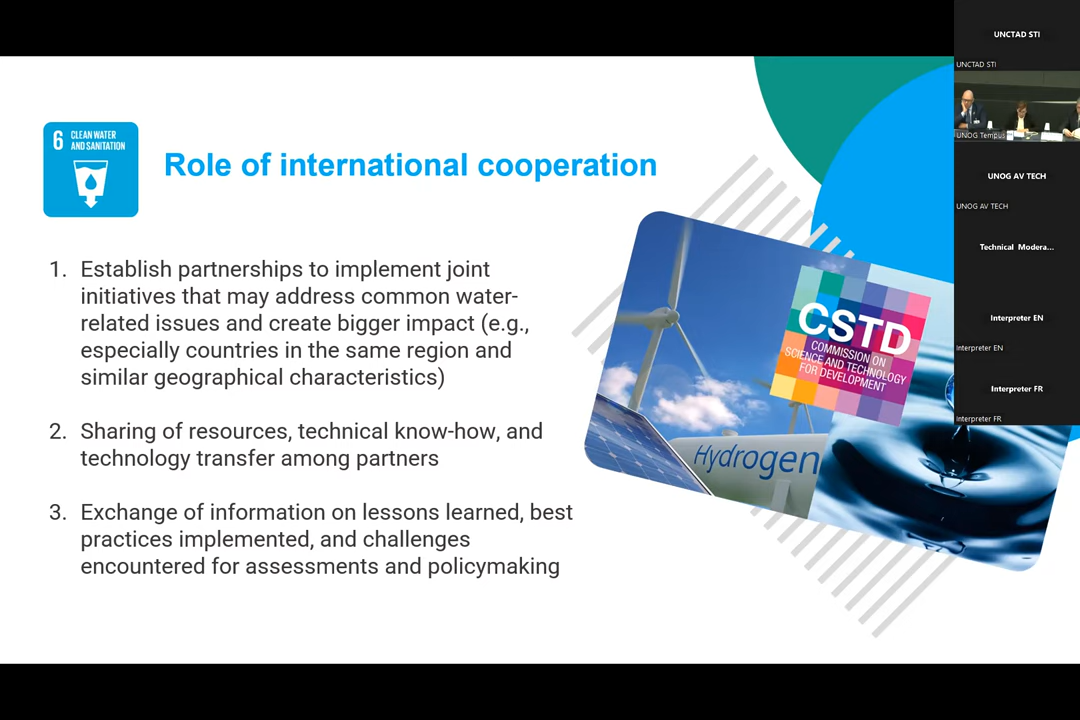 6 CLEAN WATER
AND SANITATION
Role of international cooperation
1. Establish partnerships to implement joint
initiatives that may address common water-
related issues and create bigger impact (e.g.,
especially countries in the same region and
similar geographical characteristics)
2. Sharing of resources, technical know-how, and
technology transfer among partners
3. Exchange of information on lessons learned, best
practices implemented, and challenges
encountered for assessments and policymaking
CSTD
COMMISSION ON
SCIENCE AND TECHNOLOGY
FOR DEVELOPMENT
Hydrogen
UNCTAD STI
UNCTAD STI
UNOG Tempus
UNOG AV TECH
UNOG AV TECH
Technical Modera...
Interpreter EN
Interpreter EN
Interpreter FR
Interpreter FR